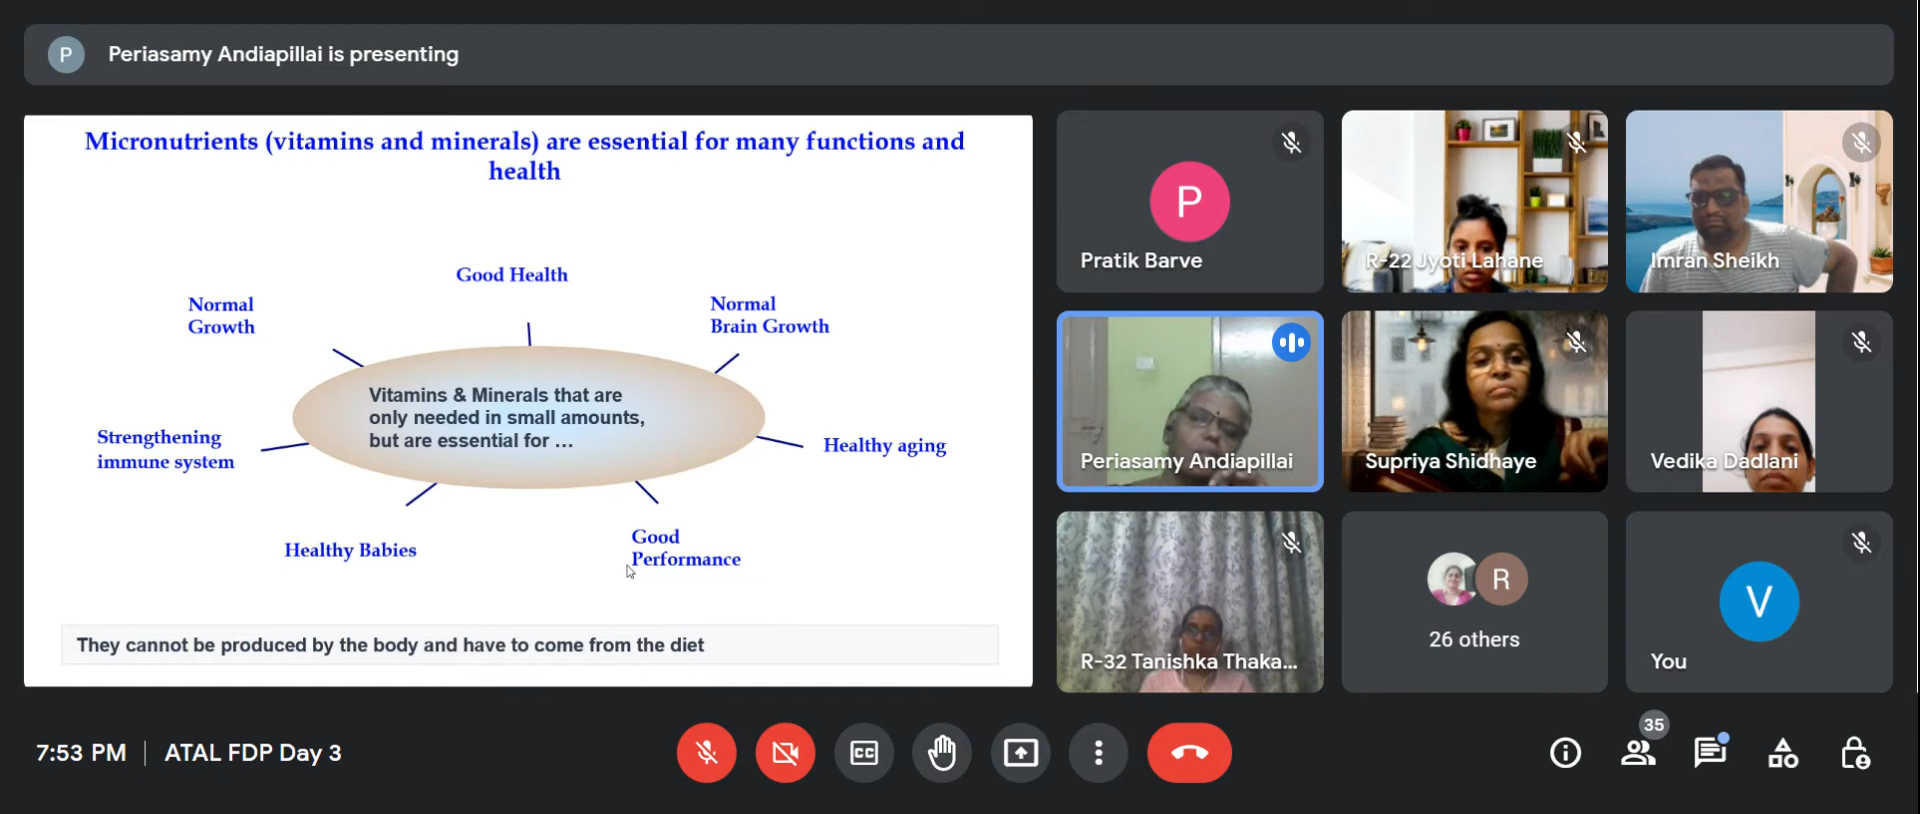 P
Periasamy Andiapillai is presenting
Micronutrients (vitamins and minerals) are essential for many functions and
health
Good Health
Normal
Growth
Normal
Brain Growth
Vitamins & Minerals that are
only needed in small amounts,
but are essential for ...
Strengthening
immune system
Healthy aging
Healthy Babies
Good
Performance
They cannot be produced by the body and have to come from the diet
P
Pratik Barve
R-22 Jyoti Lahane
Imran Sheikh
Periasamy Andiapillai
Supriya Shidhaye
Vedika Dadlani
R-32 Tanishka Thaka...
R
26 others
V
You
7:53 PM
ATAL FDP Day 3
CC
35